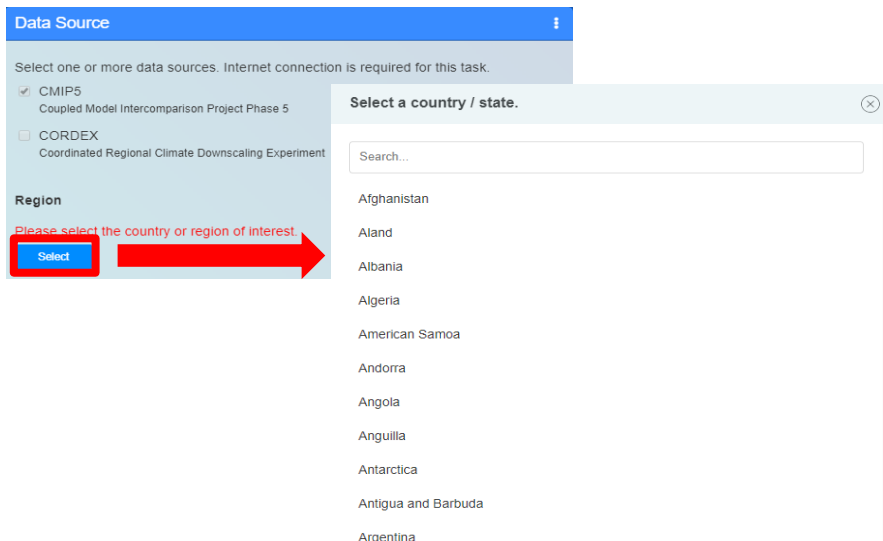 Data Source
Select one or more data sources. Internet connection is required for this task.
CMIP5
Coupled Model Intercomparison Project Phase 5
CORDEX
Coordinated Regional Climate Downscaling Experiment
Region
Please select the country or region of interest.
Select
Select a country / state.
Search...
Afghanistan
Aland
Albania
Algeria
American Samoa
Andorra
Angola
Anguilla
Antarctica
Antigua and Barbuda
Argentina